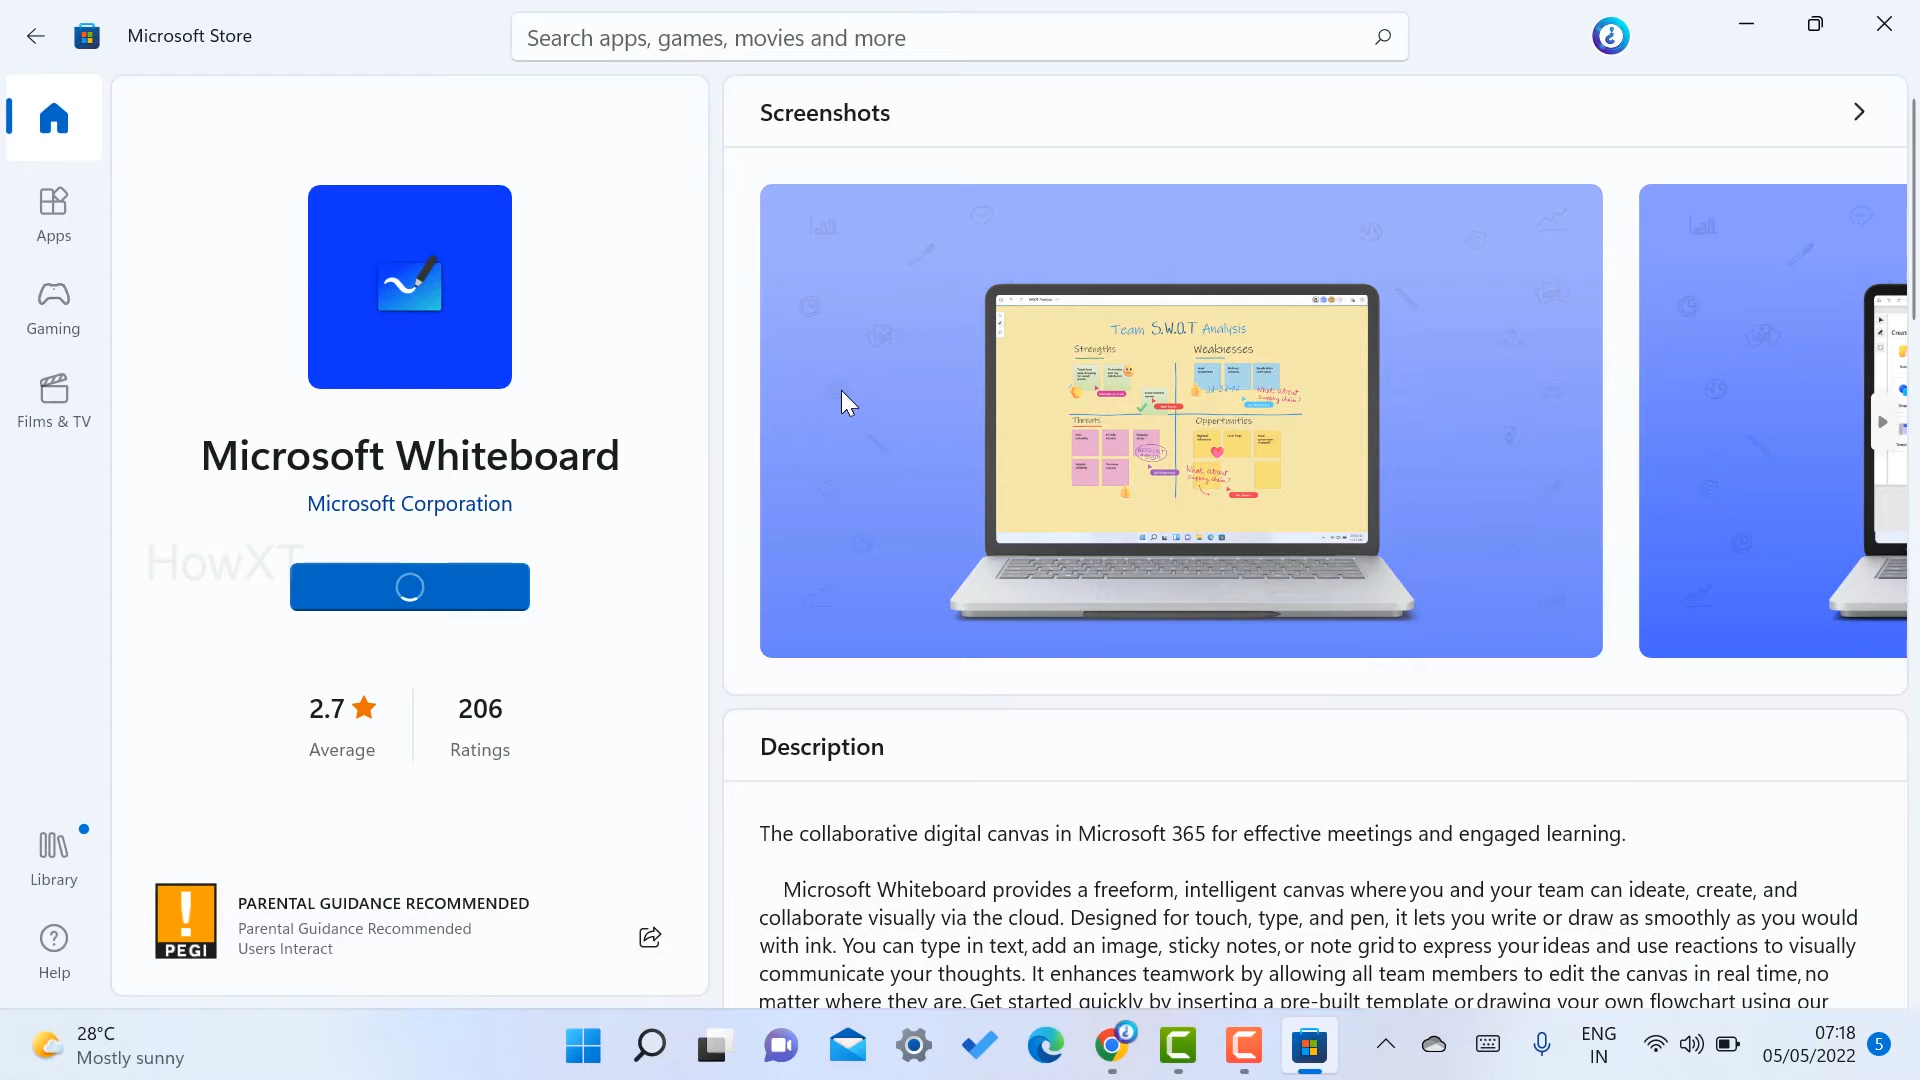 Microsoft Store
Search apps, games, movies and more
Apps
Gaming
Films & TV
Library
Help
Microsoft Whiteboard
Microsoft Corporation
HowXT
2.7
206
Average
Ratings
PEGI
PARENTAL GUIDANCE RECOMMENDED
Parental Guidance Recommended
Users Interact
Screenshots
Team S.W.O.T Analysis
Strengths
Weaknesses
What about
supply chain?
Threats
Opportunities
What about
supply chain?
Description
The collaborative digital canvas in Microsoft 365 for effective meetings and engaged learning.
Microsoft Whiteboard provides a freeform, intelligent canvas where you and your team can ideate, create, and
collaborate visually via the cloud. Designed for touch, type, and pen, it lets you write or draw as smoothly as you would
with ink. You can type in text, add an image, sticky notes, or note grid to express your ideas and use reactions to visually
communicate your thoughts. It enhances teamwork by allowing all team members to edit the canvas in real time, no
matter where they are. Get started quickly by inserting a pre-built template or drawing your own flowchart using our
28°C
Mostly sunny
ENG
IN
07:18
05/05/2022
5